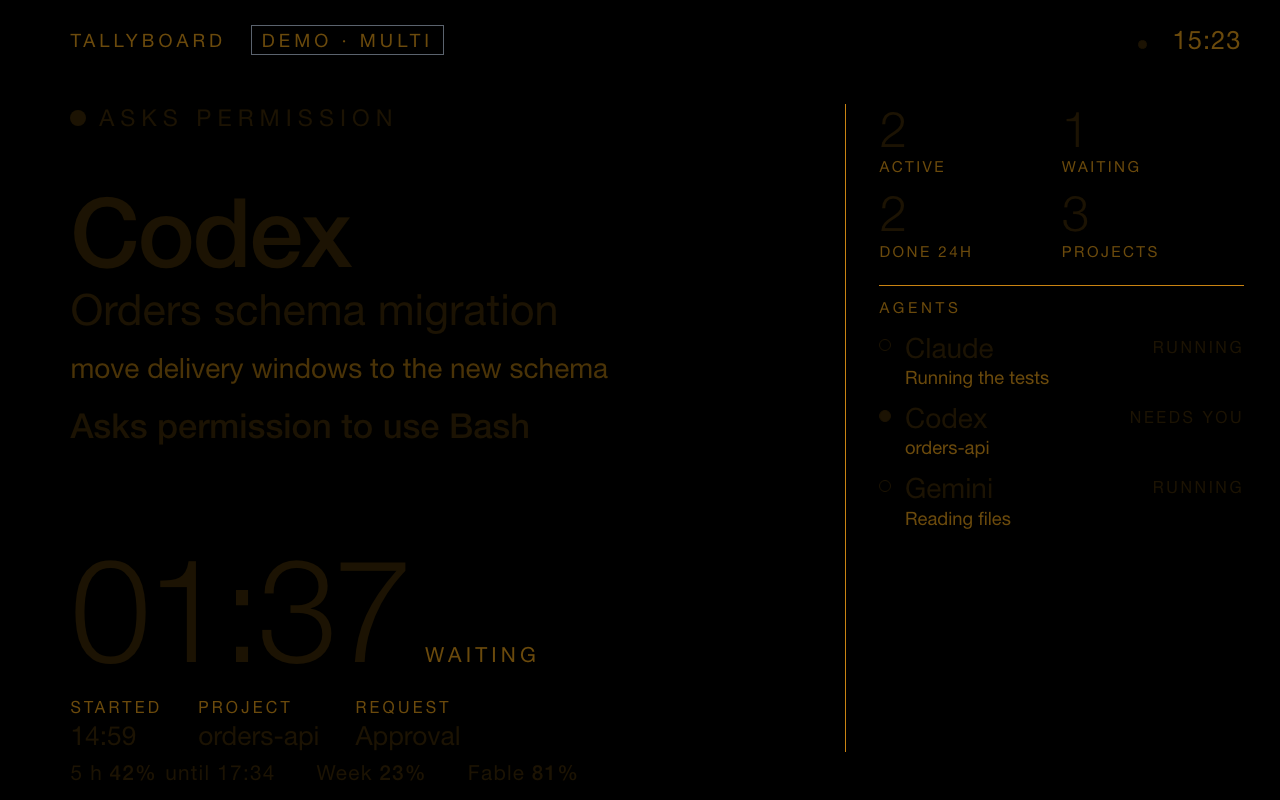 TALLYBOARD DEMO · MULTI 15:23
ASKS PERMISSION
Codex
Orders schema migration
move delivery windows to the new schema
Asks permission to use Bash
01:37 WAITING
STARTED PROJECT REQUEST
14:59 orders-api Approval
5 h 42% until 17:34 Week 23% Fable 81%
2 1
ACTIVE WAITING
2 3
DONE 24H PROJECTS
AGENTS
Claude RUNNING
Running the tests
Codex NEEDS YOU
orders-api
Gemini RUNNING
Reading files